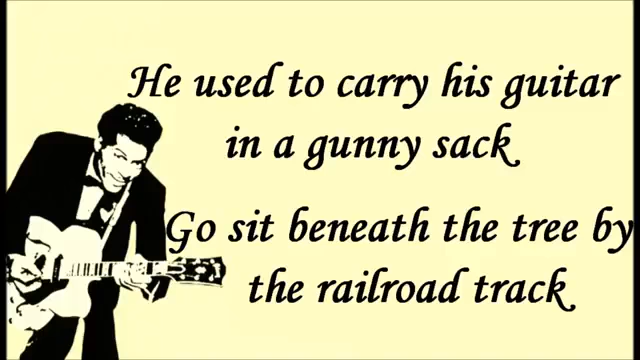 He used to carry his guitar
in a gunny sack
Go sit beneath the tree by
the railroad track